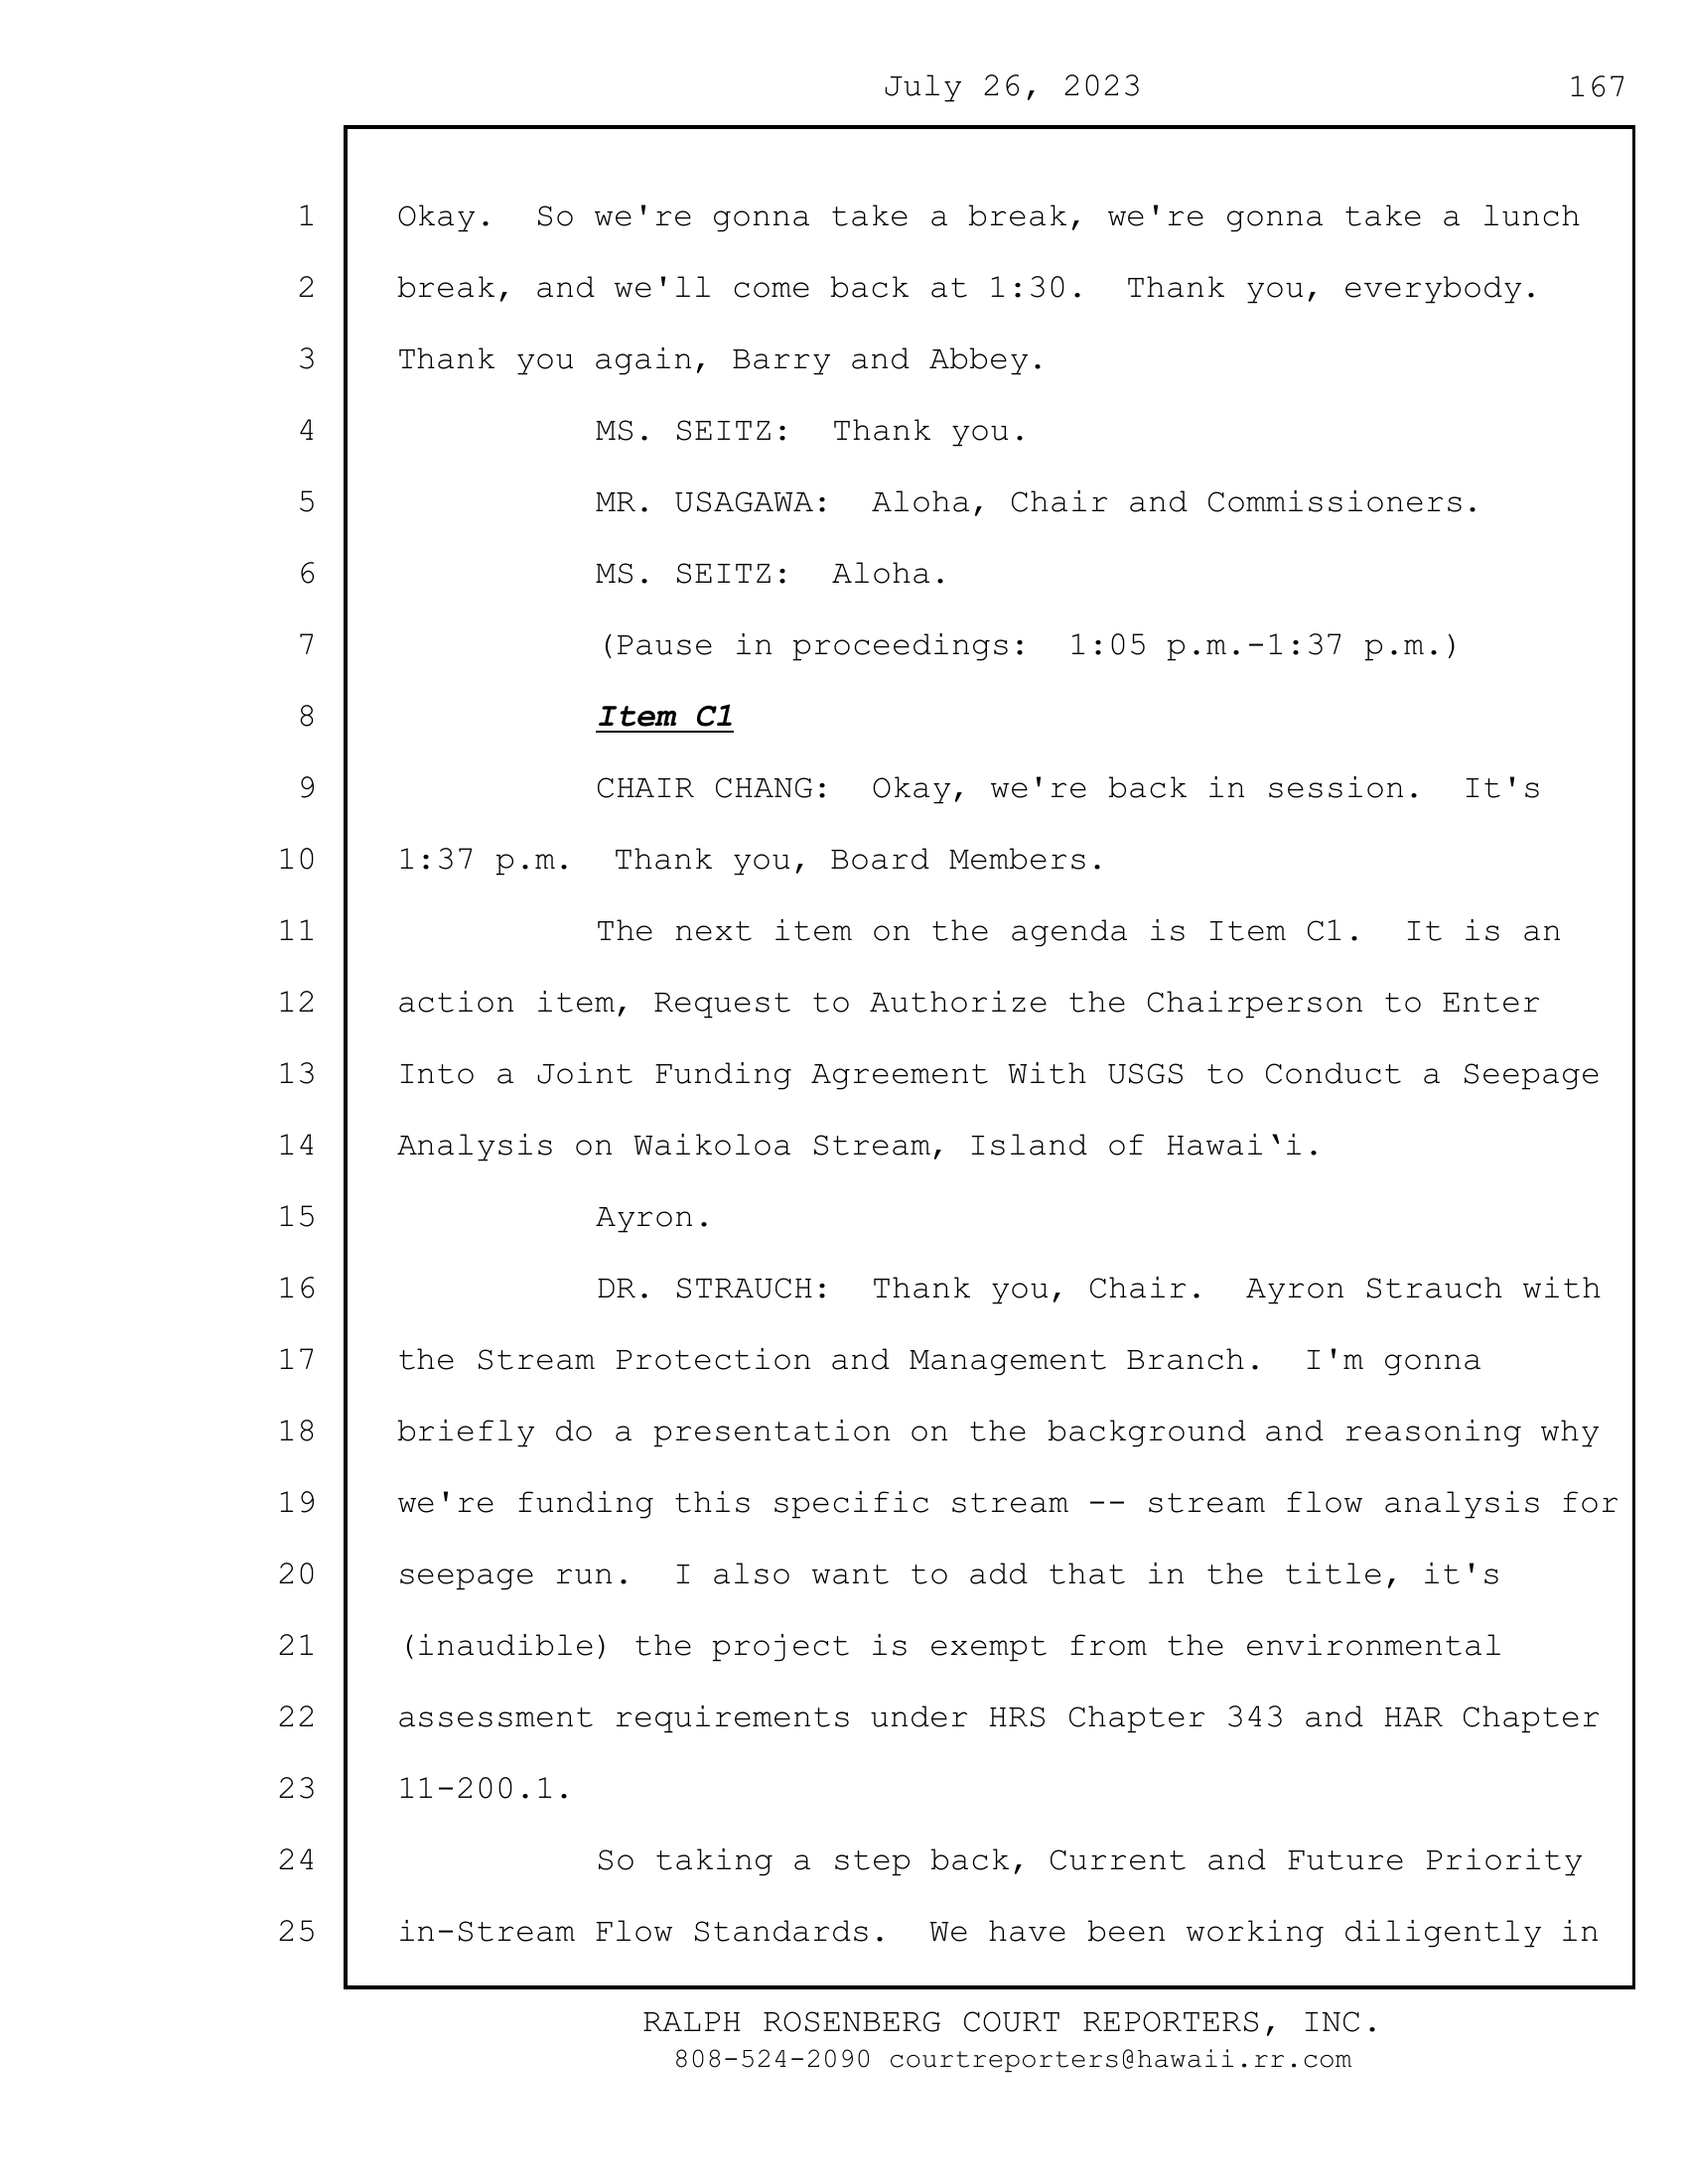 July 26, 2023 167
1 Okay.  So we're gonna take a break, we're gonna take a lunch
2 break, and we'll come back at 1:30.  Thank you, everybody.
3 Thank you again, Barry and Abbey.
4 MS. SEITZ:  Thank you.
5 MR. USAGAWA:  Aloha, Chair and Commissioners.
6 MS. SEITZ:  Aloha.
7 (Pause in proceedings:  1:05 p.m.-1:37 p.m.)
8 Item C1
9 CHAIR CHANG:  Okay, we're back in session.  It's
10 1:37 p.m.  Thank you, Board Members.
11 The next item on the agenda is Item C1.  It is an
12 action item, Request to Authorize the Chairperson to Enter
13 Into a Joint Funding Agreement With USGS to Conduct a Seepage
14 Analysis on Waikoloa Stream, Island of Hawai‘i.
15 Ayron.
16 DR. STRAUCH:  Thank you, Chair.  Ayron Strauch with
17 the Stream Protection and Management Branch.  I'm gonna
18 briefly do a presentation on the background and reasoning why
19 we're funding this specific stream -- stream flow analysis for
20 seepage run.  I also want to add that in the title, it's
21 (inaudible) the project is exempt from the environmental
22 assessment requirements under HRS Chapter 343 and HAR Chapter
23 11-200.1.
24 So taking a step back, Current and Future Priority
25 in-Stream Flow Standards.  We have been working diligently in
RALPH ROSENBERG COURT REPORTERS, INC.
808-524-2090 courtreporters@hawaii.rr.com